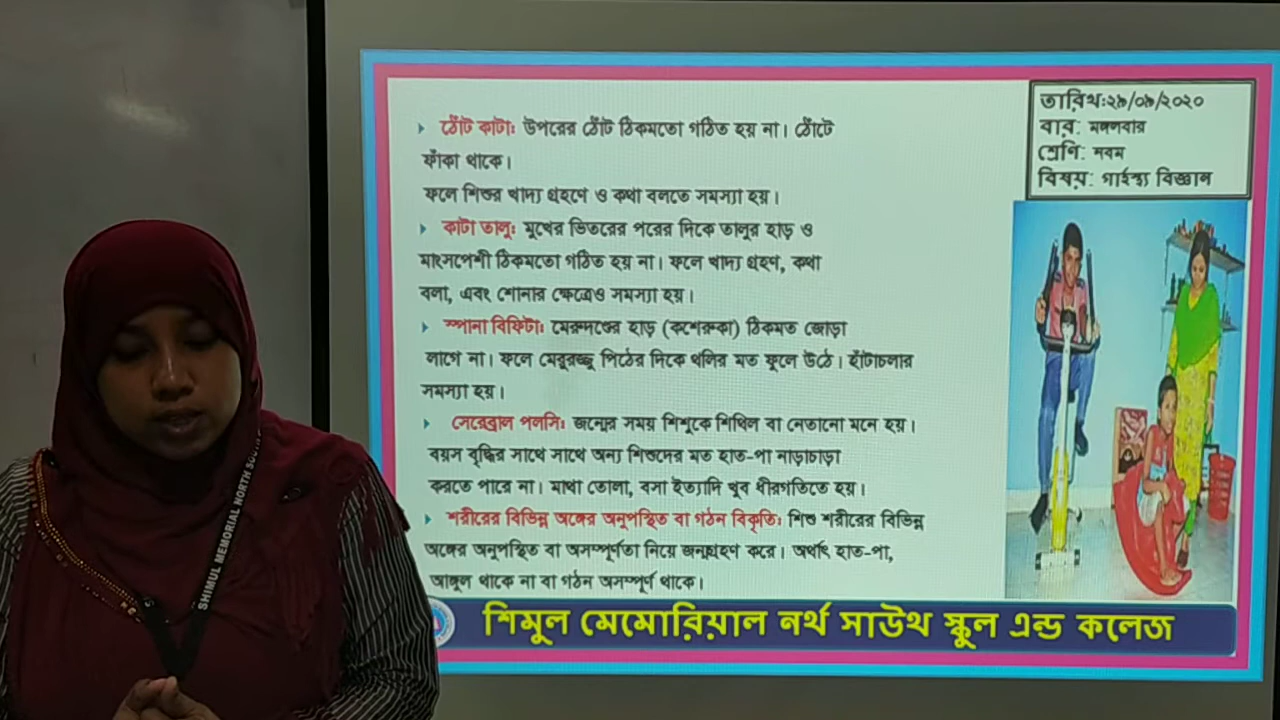 ঠোঁট কাটাঃ উপরের ঠোঁট ঠিকমতো গঠিত হয় না। ঠোঁটে
ফাঁকা থাকে।
ফলে শিশুর খাদ্য গ্রহণে ও কথা বলতে সমস্যা হয়।
কাটা তালু: মুখের ভিতরের পরের দিকে তালুর হাড় ও
মাংসপেশী ঠিকমতো গঠিত হয় না। ফলে খাদ্য গ্রহণ, কথা
বলা, এবং শোনার ক্ষেত্রেও সমস্যা হয়।
স্পানা বিফিটাঃ মেরুদণ্ডের হাড় (কশেরুকা) ঠিকমত জোড়া
লাগে না। ফলে মেরুরজ্জু পিঠের দিকে থলির মত ফুলে উঠে। হাঁটাচলার
সমস্যা হয়।
সেরেব্রাল পলসিঃ জন্মের সময় শিশুকে শিথিল বা নেতানো মনে হয়।
বয়স বৃদ্ধির সাথে সাথে অন্য শিশুদের মত হাত-পা নাড়াচাড়া
করতে পারে না। মাথা তোলা, বসা ইত্যাদি খুব ধীরগতিতে হয়।
শরীরের বিভিন্ন অঙ্গের অনুপস্থিত বা গঠন বিকৃতি: শিশু শরীরের বিভিন্ন
অঙ্গের অনুপস্থিত বা অসম্পূর্ণতা নিয়ে জন্মগ্রহণ করে। অর্থাৎ হাত-পা,
আঙ্গুল থাকে না বা গঠন অসম্পূর্ণ থাকে।
তারিখ:২৯/০৯/২০২০
বার: মঙ্গলবার
শ্রেণি: নবম
বিষয়: গার্হস্থ্য বিজ্ঞান
শিমুল মেমোরিয়াল নর্থ সাউথ স্কুল এন্ড কলেজ
SHIMUL MEMORIAL NORTH SOU